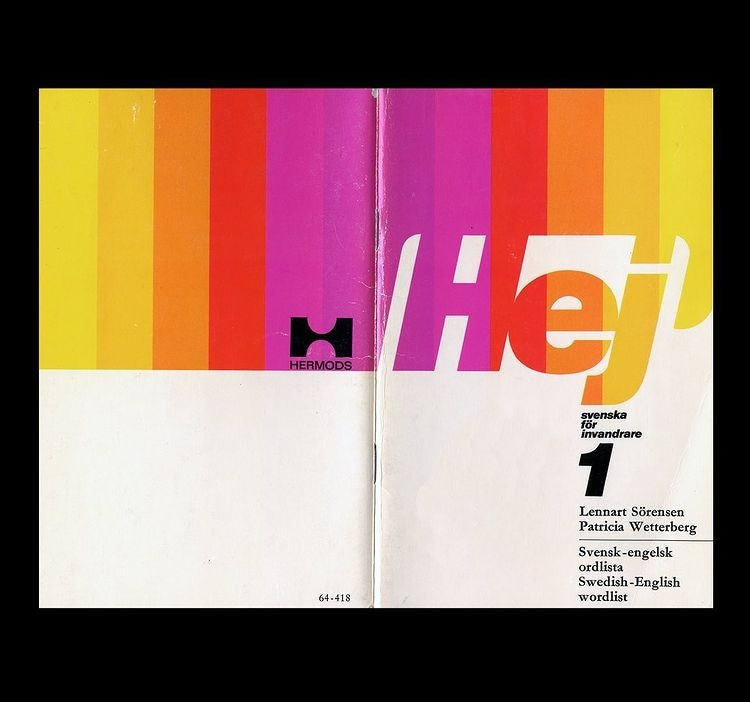 HERMODS
64-418
Hej
svenska
för
invandrare
1
Lennart Sörensen
Patricia Wetterberg
Svensk-engelsk
ordlista
Swedish-English
wordlist